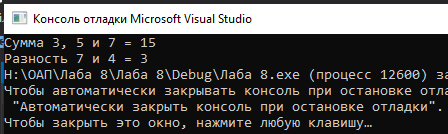 Консоль отладки Microsoft Visual Studio
Сумма 3, 5 и 7 = 15
Разность 7 и 4 = 3
H:\ОАП\Лаба 8\Лаба 8\Debug\Лаба 8.exe (процесс 12600) за
Чтобы автоматически закрывать консоль при остановке отла
"Автоматически закрыть консоль при остановке отладки".
Чтобы закрыть это окно, нажмите любую клавишу…